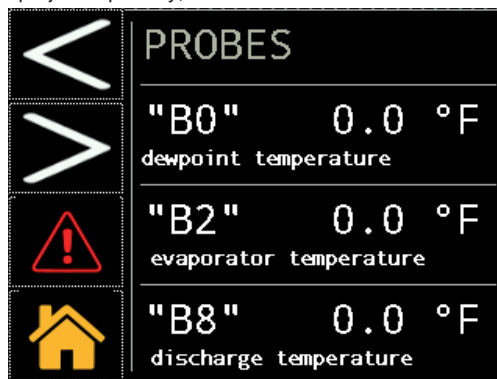 PROBES
"B0" 0.0 °F
dewpoint temperature
"B2" 0.0 °F
evaporator temperature
"B8" 0.0 °F
discharge temperature